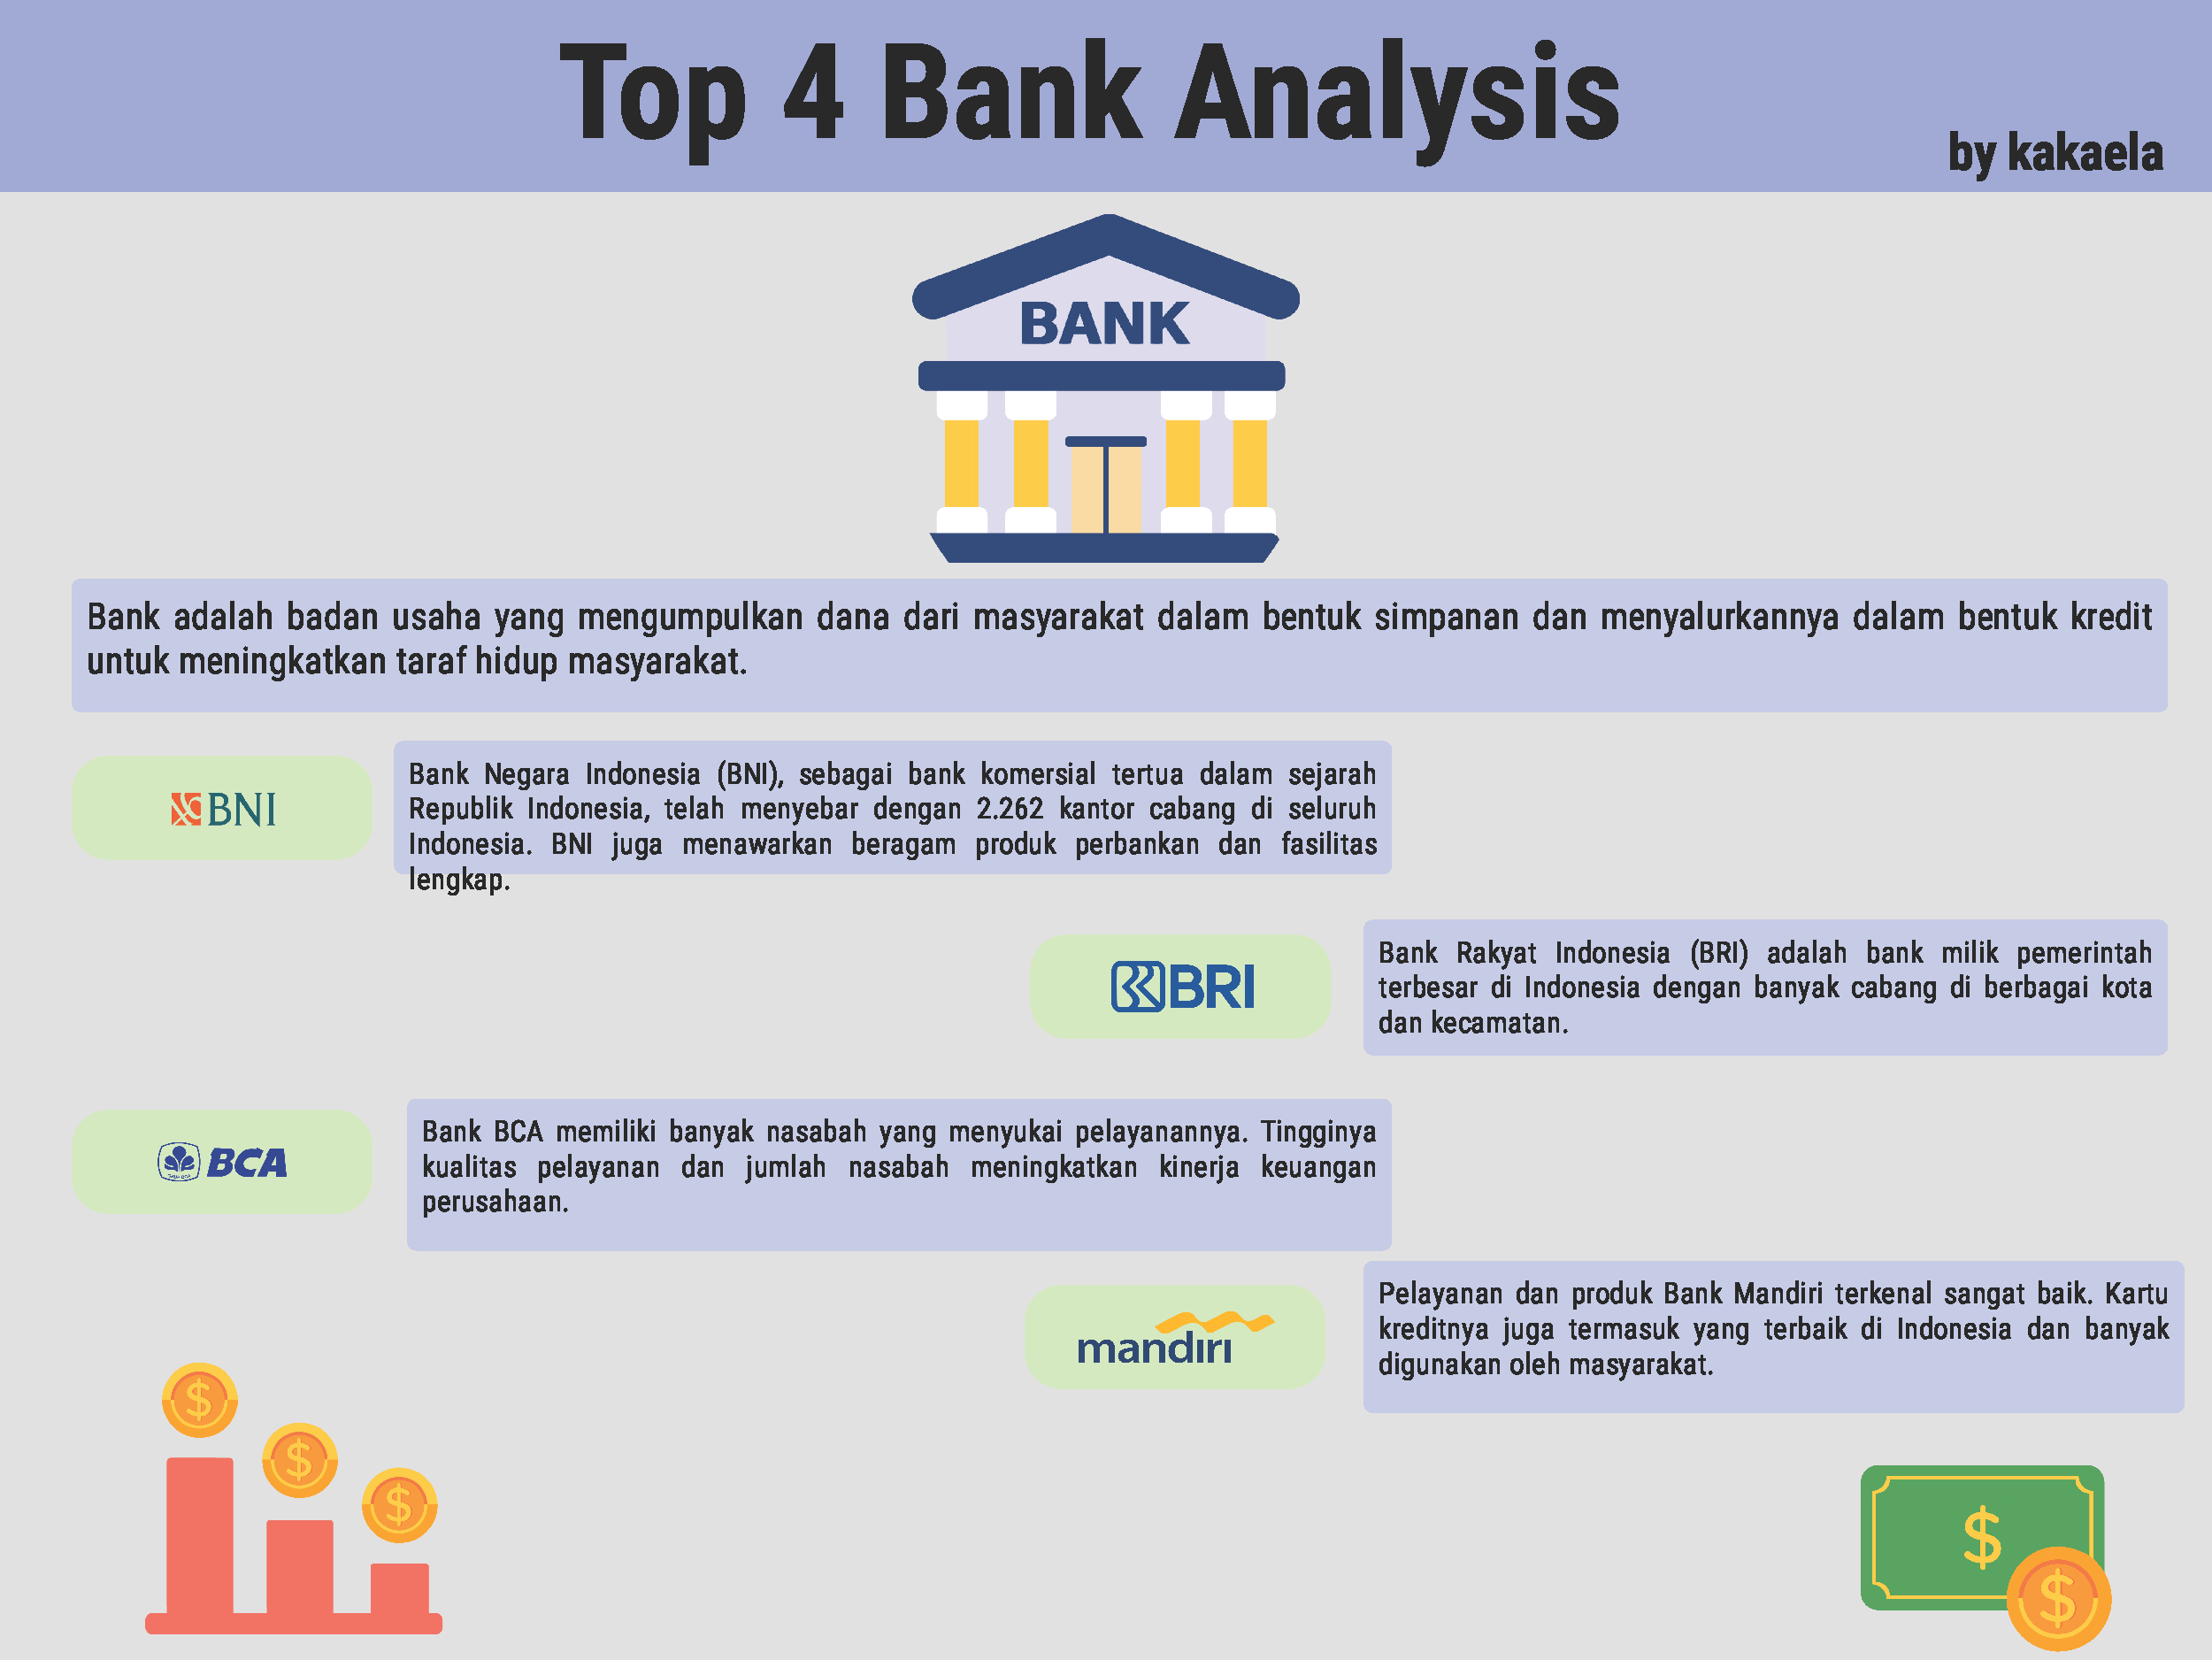 Top 4 Bank Analysis
by kakaela
BANK
Bank adalah badan usaha yang mengumpulkan dana dari masyarakat dalam bentuk simpanan dan menyalurkannya dalam bentuk kredit
untuk meningkatkan taraf hidup masyarakat.
BNI
Bank Negara Indonesia (BNI), sebagai bank komersial tertua dalam sejarah
Republik Indonesia, telah menyebar dengan 2.262 kantor cabang di seluruh
Indonesia. BNI juga menawarkan beragam produk perbankan dan fasilitas
lengkap.
BRI
Bank Rakyat Indonesia (BRI) adalah bank milik pemerintah
terbesar di Indonesia dengan banyak cabang di berbagai kota
dan kecamatan.
BCA
Bank BCA memiliki banyak nasabah yang menyukai pelayanannya. Tingginya
kualitas pelayanan dan jumlah nasabah meningkatkan kinerja keuangan
perusahaan.
mandiri
Pelayanan dan produk Bank Mandiri terkenal sangat baik. Kartu
kreditnya juga termasuk yang terbaik di Indonesia dan banyak
digunakan oleh masyarakat.
$
$
$
$
$